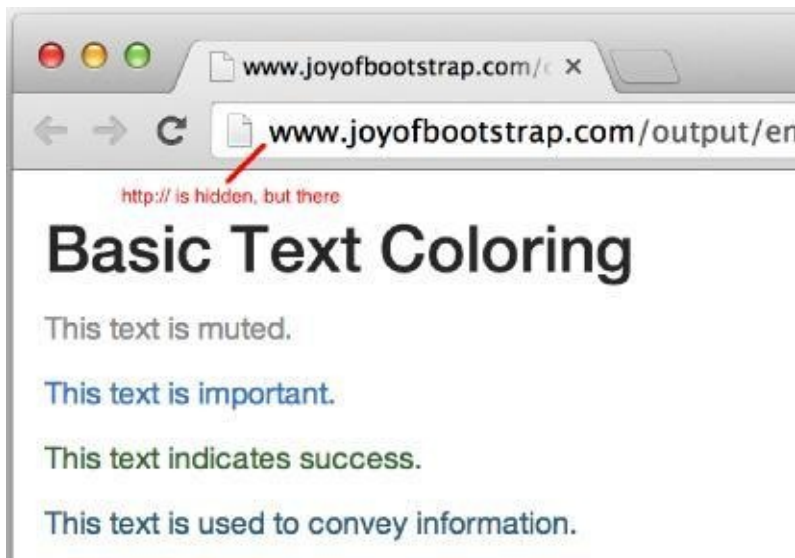 www.joyofbootstrap.com/
www.joyofbootstrap.com/output/en
http:// is hidden, but there
Basic Text Coloring
This text is muted.
This text is important.
This text indicates success.
This text is used to convey information.